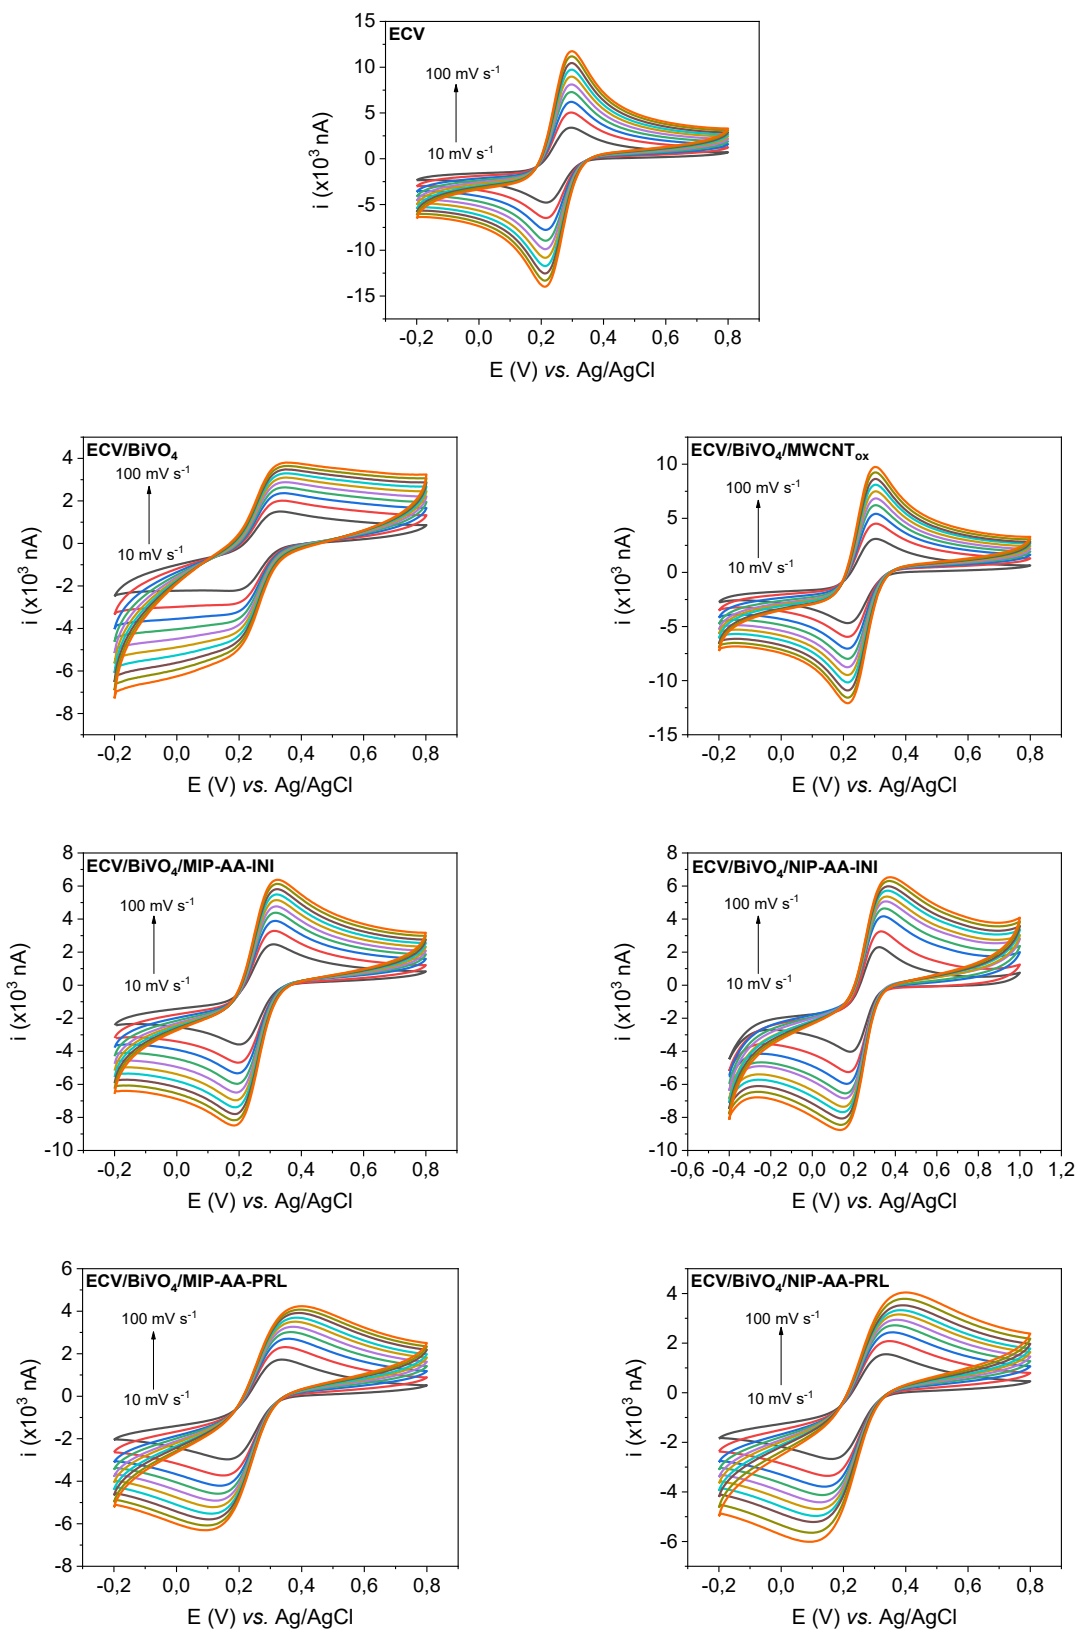 ECV
100 mV s⁻¹
10 mV s⁻¹
15
10
5
0
-5
-10
-15
i (x10³ nA)
-0,2 0,0 0,2 0,4 0,6 0,8
E (V) vs. Ag/AgCl
ECV/BiVO₄
100 mV s⁻¹
10 mV s⁻¹
4
2
0
-2
-4
-6
-8
i (x10³ nA)
-0,2 0,0 0,2 0,4 0,6 0,8
E (V) vs. Ag/AgCl
ECV/BiVO₄/MWCNTₒₓ
100 mV s⁻¹
10 mV s⁻¹
10
5
0
-5
-10
-15
i (x10³ nA)
-0,4 -0,2 0,0 0,2 0,4 0,6 0,8
E (V) vs. Ag/AgCl
ECV/BiVO₄/MIP-AA-INI
100 mV s⁻¹
10 mV s⁻¹
8
6
4
2
0
-2
-4
-6
-8
-10
i (x10³ nA)
-0,2 0,0 0,2 0,4 0,6 0,8
E (V) vs. Ag/AgCl
ECV/BiVO₄/NIP-AA-INI
100 mV s⁻¹
10 mV s⁻¹
8
6
4
2
0
-2
-4
-6
-8
-10
i (x10³ nA)
-0,6 -0,4 -0,2 0,0 0,2 0,4 0,6 0,8 1,0 1,2
E (V) vs. Ag/AgCl
ECV/BiVO₄/MIP-AA-PRL
100 mV s⁻¹
10 mV s⁻¹
6
4
2
0
-2
-4
-6
-8
i (x10³ nA)
-0,2 0,0 0,2 0,4 0,6 0,8
E (V) vs. Ag/AgCl
ECV/BiVO₄/NIP-AA-PRL
100 mV s⁻¹
10 mV s⁻¹
4
2
0
-2
-4
-6
i (x10³ nA)
-0,2 0,0 0,2 0,4 0,6 0,8
E (V) vs. Ag/AgCl